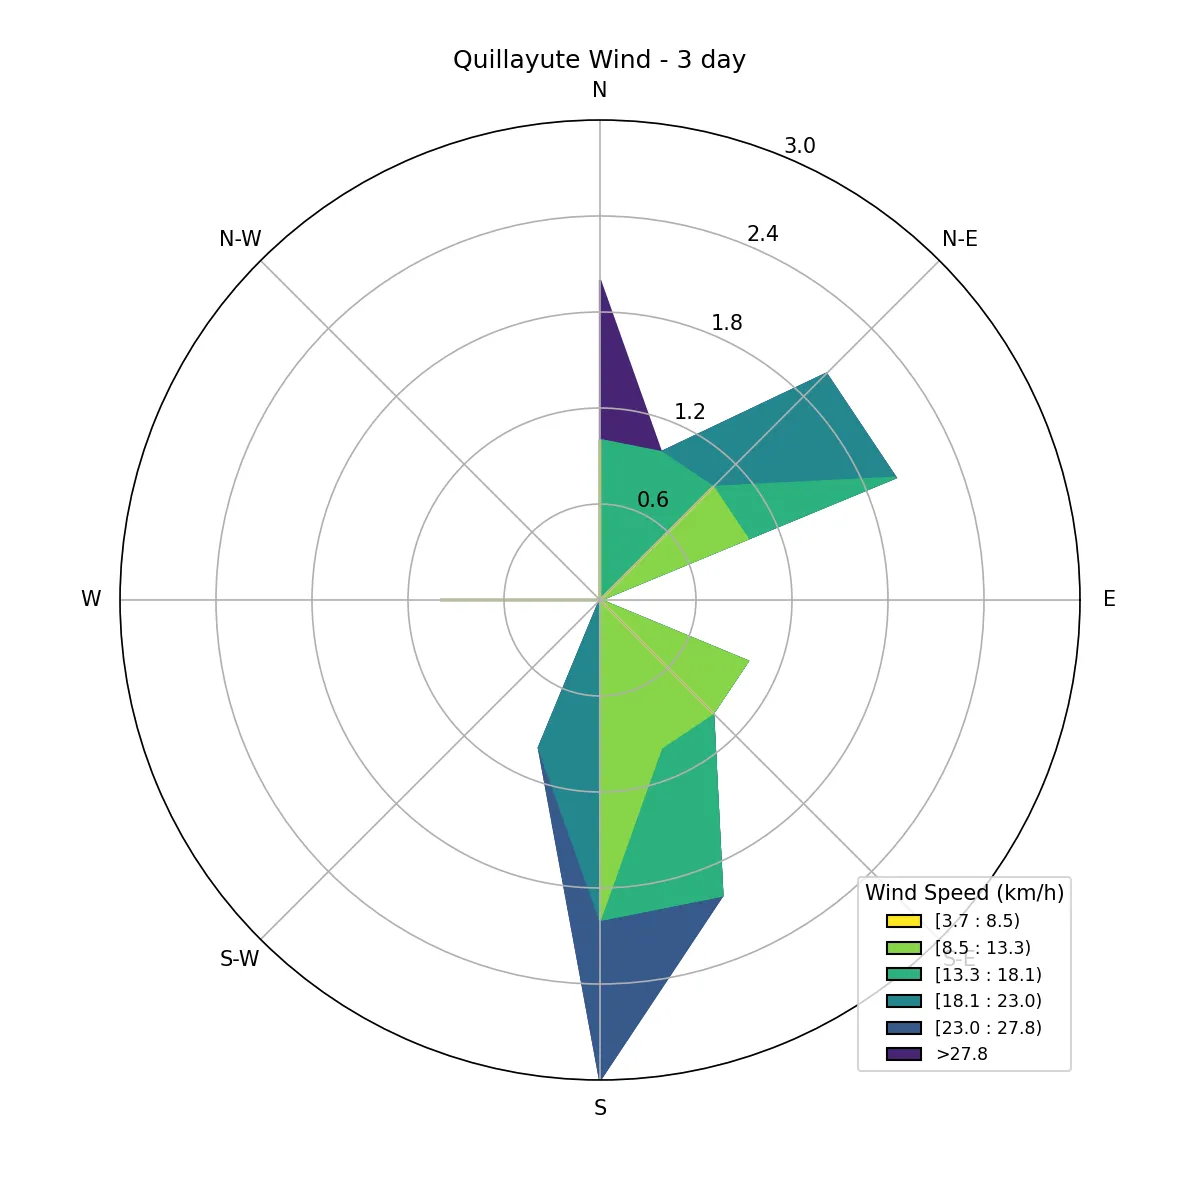 Quillayute Wind - 3 day
N
3.0
N-W
2.4
N-E
1.8
1.2
0.6
W
E
Wind Speed (km/h)
[3.7 : 8.5)
[8.5 : 13.3)
S-W
S-E
[13.3 : 18.1)
[18.1 : 23.0)
[23.0 : 27.8)
>27.8
S